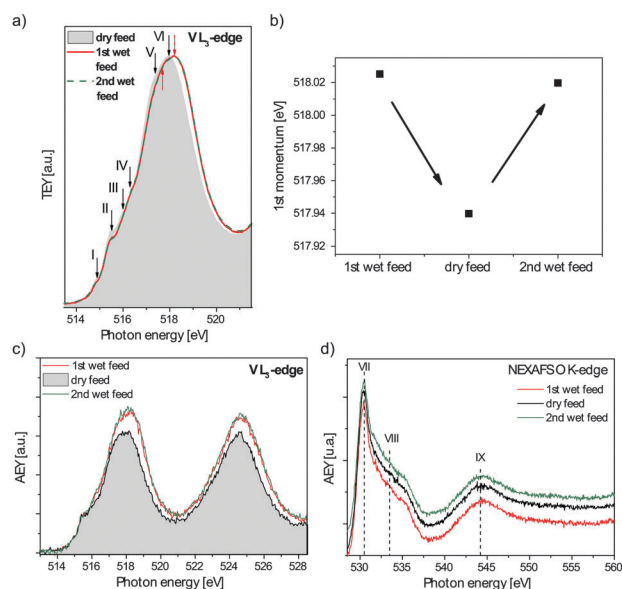 a)
VI
V L3-edge
dry feed
1st wet
feed
2nd wet
feed
V
IV
III
II
I
TEY [a.u.]
514 516 518 520
Photon energy [eV]
b)
518.02
518.00
517.98
517.96
517.94
517.92
1st momentum [eV]
1st wet feed dry feed 2nd wet feed
c)
V L3-edge
1st wet feed
dry feed
2nd wet feed
AEY [a.u.]
514 516 518 520 522 524 526 528
Photon energy [eV]
d)
VII
NEXAFSO K-edge
1st wet feed
dry feed
2nd wet feed
VIII
IX
AEY [u.a.]
530 535 540 545 550 555 560
Photon energy [eV]